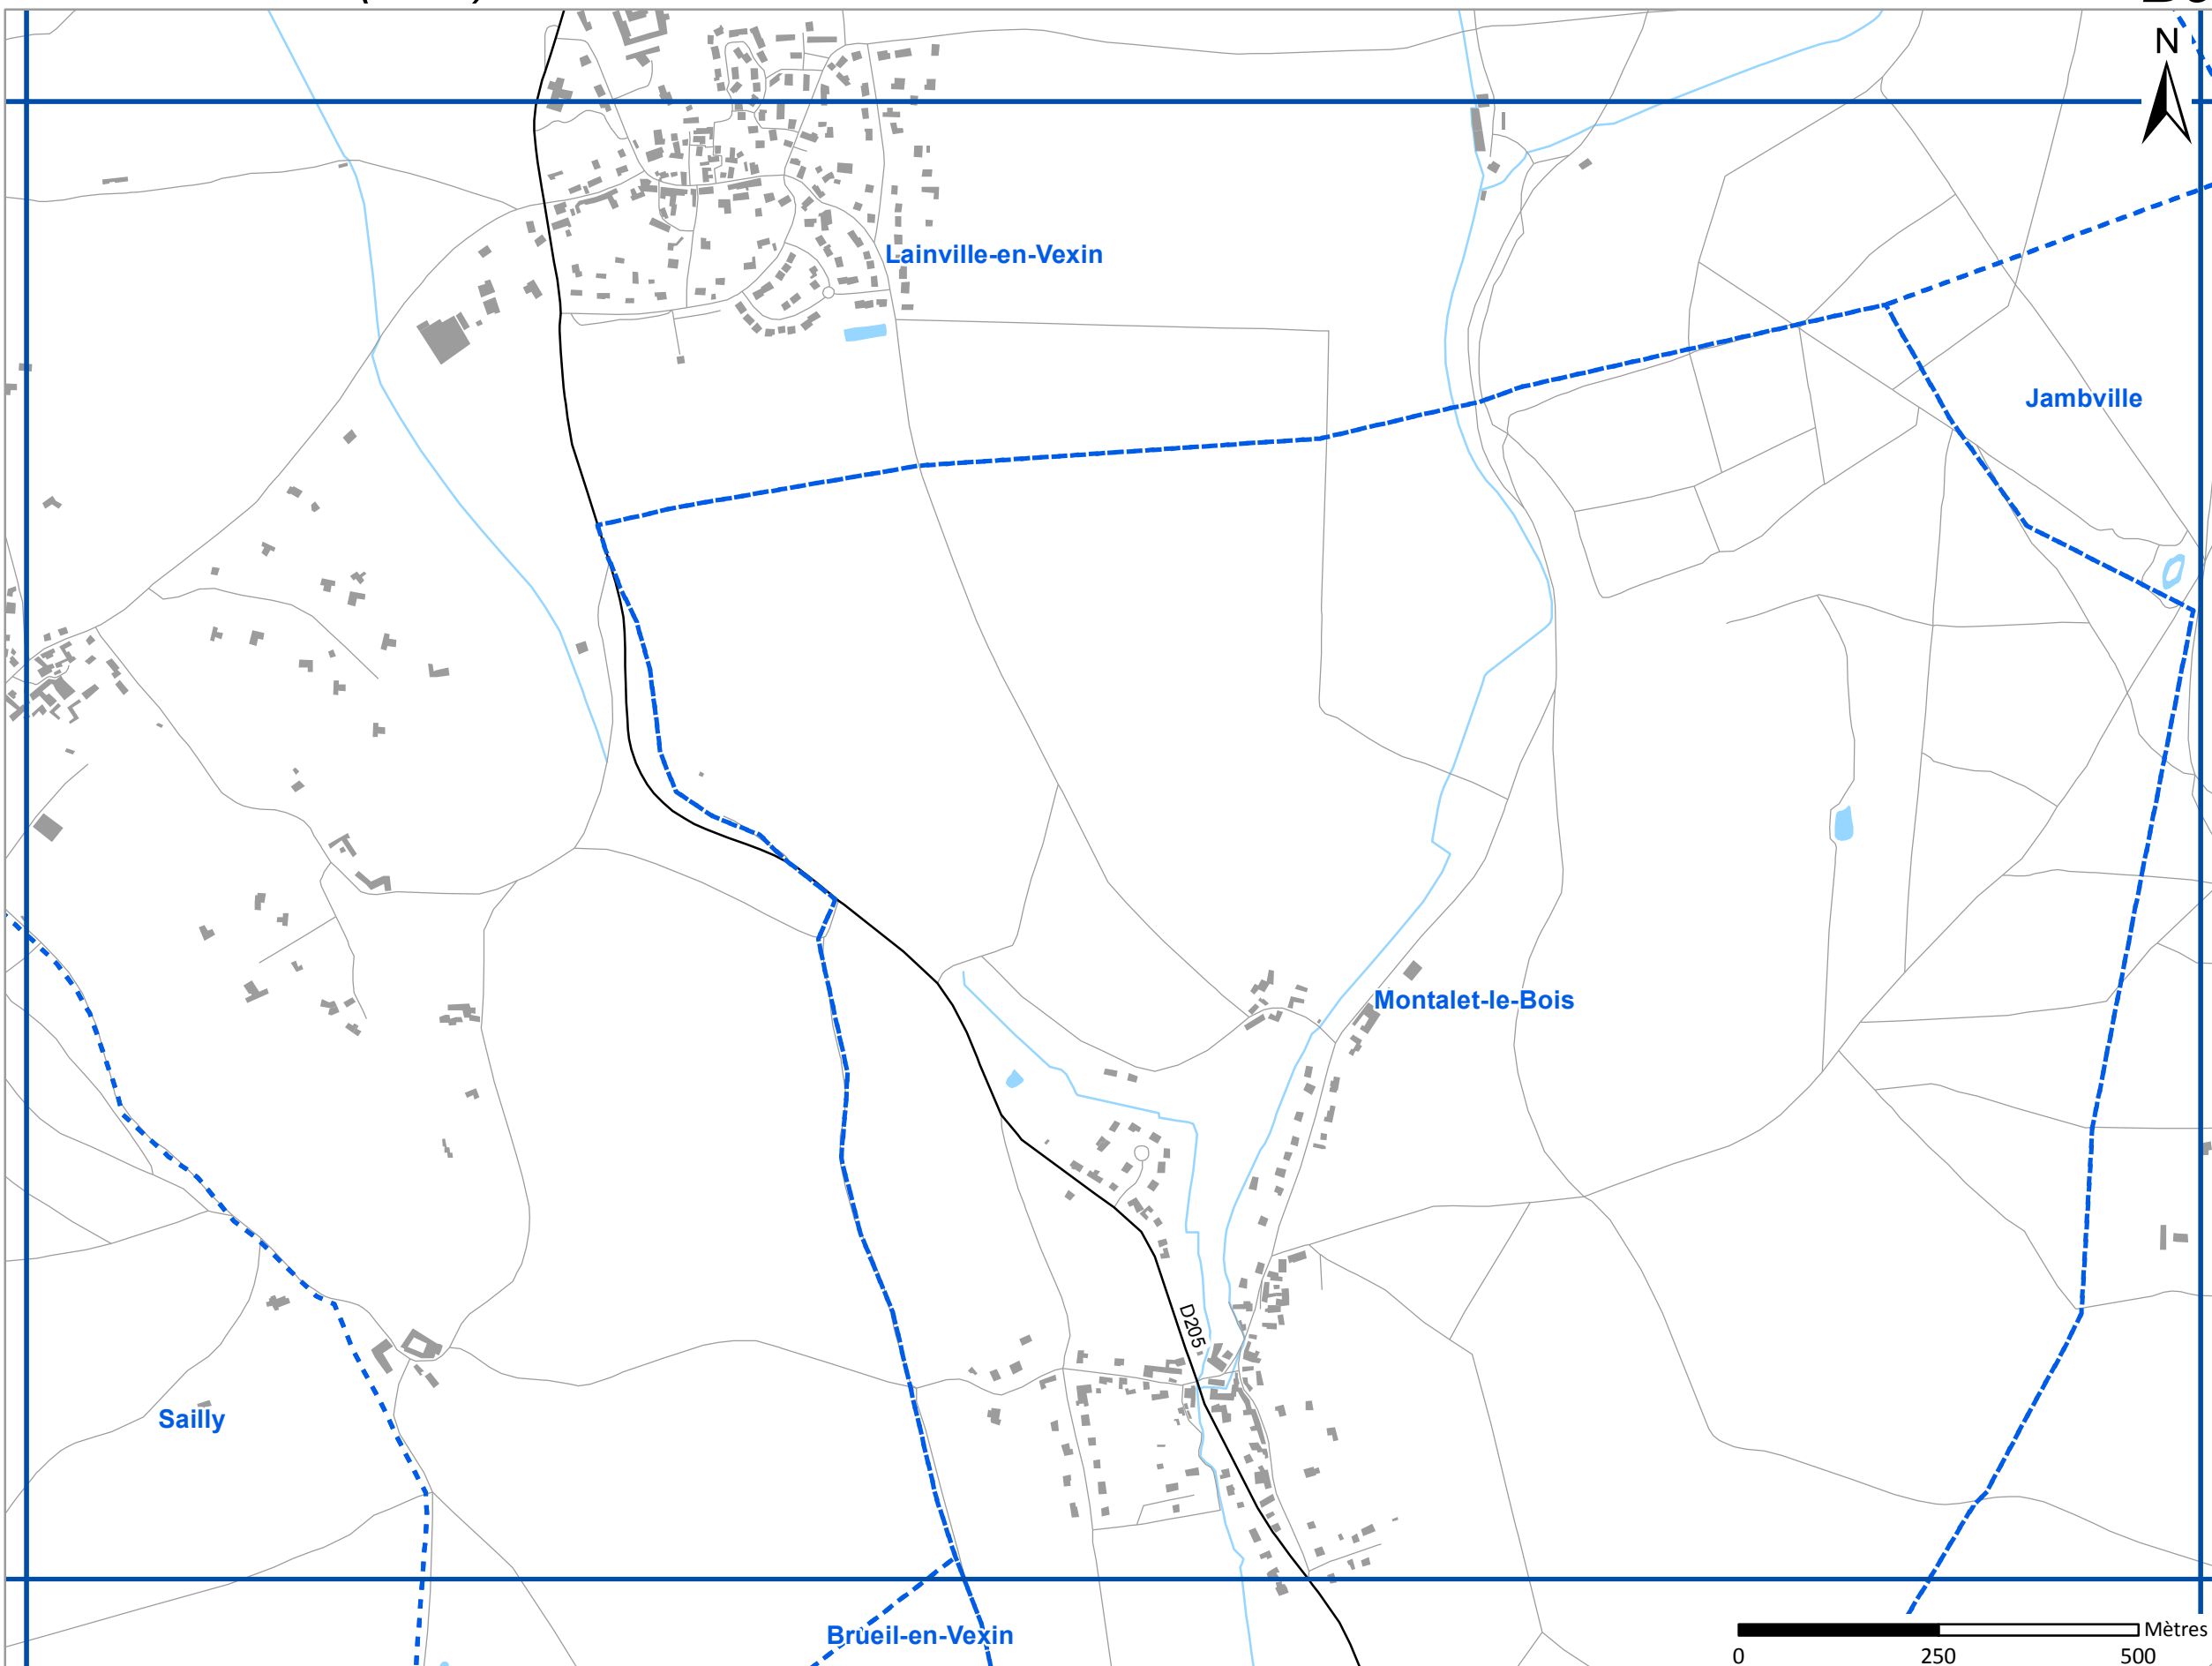 N
Lainville-en-Vexin
Jambville
Montalet-le-Bois
D205
Sailly
Brueil-en-Vexin
Mètres
0 250 500